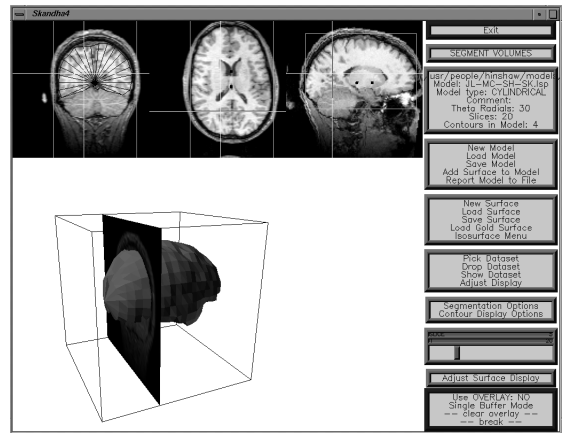 Skandha4
Exit
SEGMENT VOLUMES
usr/people/hinshaw/madel
Model: JL-MC-SH-SK.lsp
Model type: CYLINDRICAL
Comment:
Theta Radials: 30
Slices: 20
Contours in Model: 4
New Model
Load Model
Save Model
Add Surface to Model
Report Model to File
New Surface
Load Surface
Save Surface
Load Gold Surface
Isosurface Menu
Pick Dataset
Drop Dataset
Show Dataset
Adjust Display
Segmentation Options
Contour Display Options
20
Adjust Surface Display
Use OVERLAY: NO
Single Buffer Mode
-- clear overlay --
-- break --